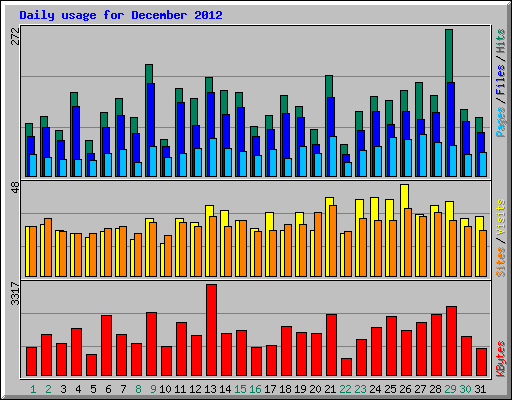 Daily usage for December 2012
272
Pages / Files / Hits
48
Sites / Visits
3317
KBytes
1 2 3 4 5 6 7 8 9 10 11 12 13 14 15 16 17 18 19 20 21 22 23 24 25 26 27 28 29 30 31